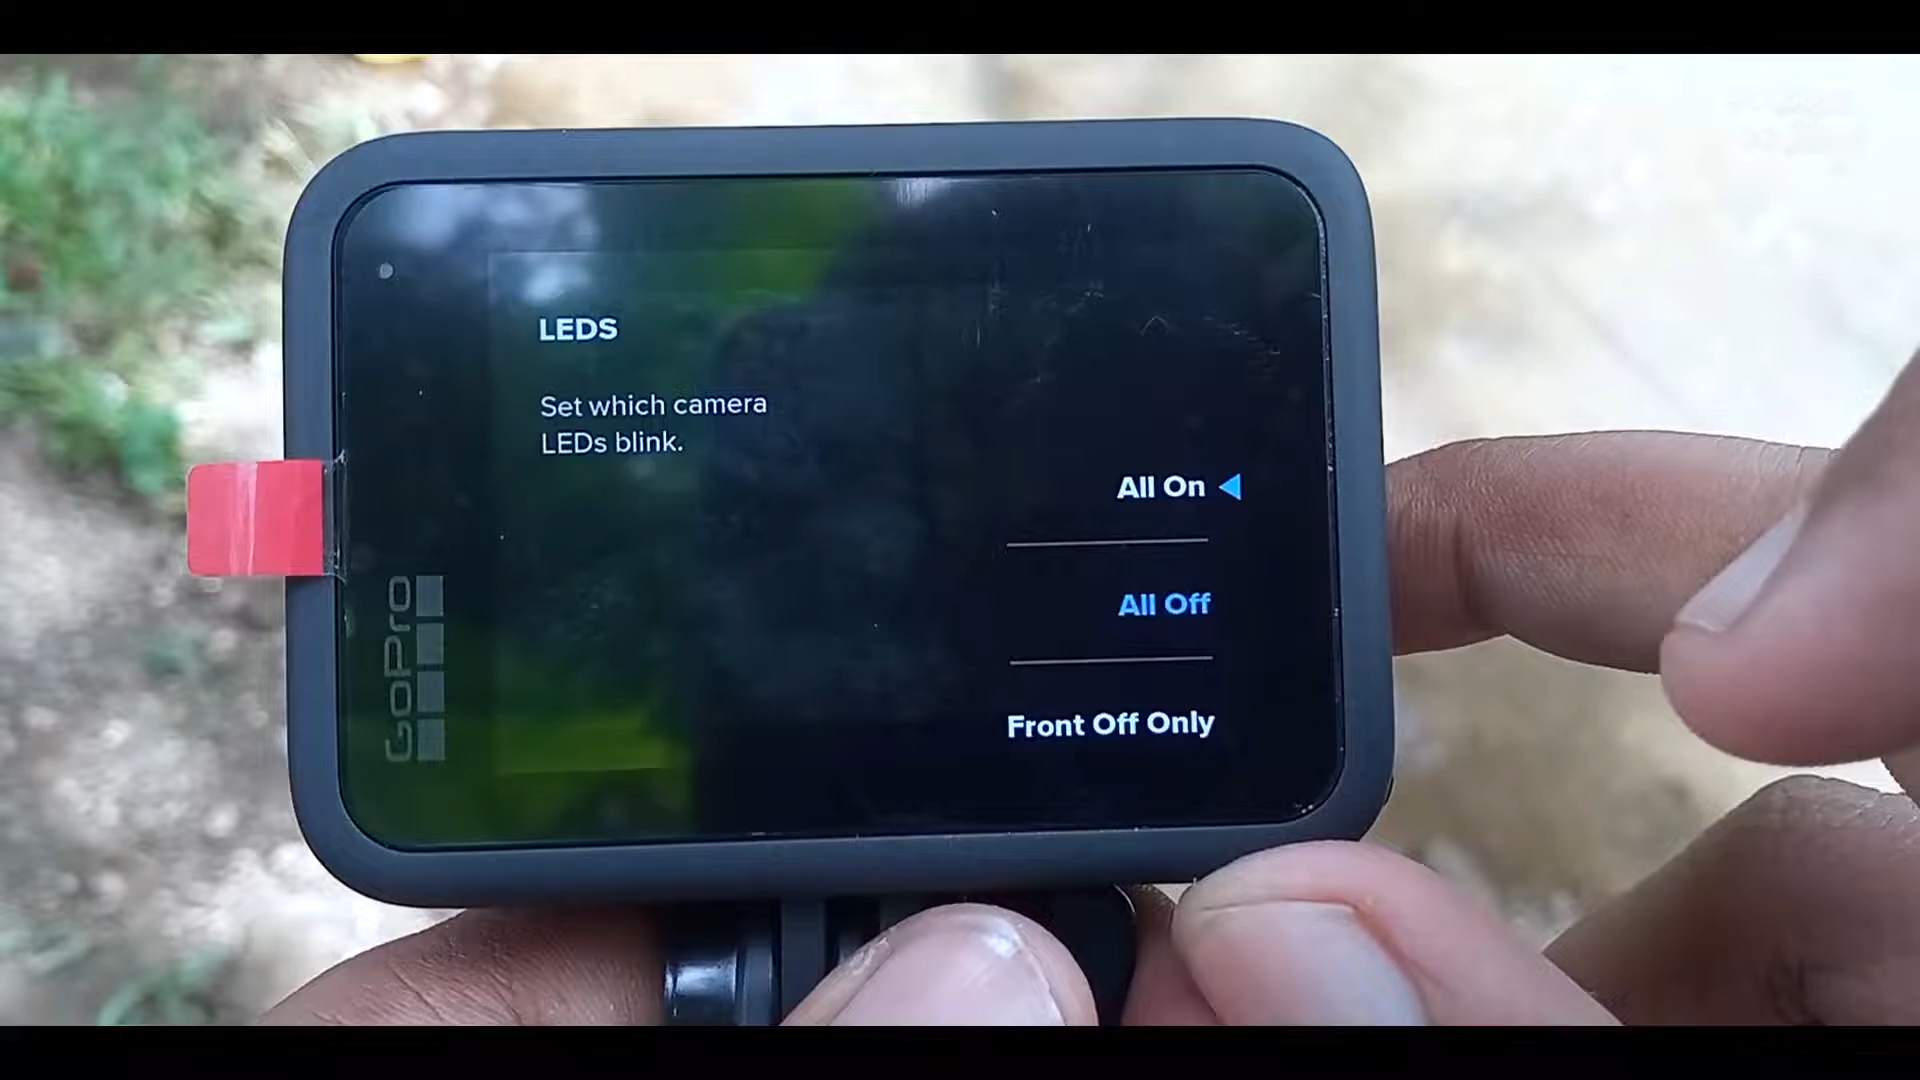 LEDS
Set which camera
LEDs blink.
All On
All Off
Front Off Only
GoPro